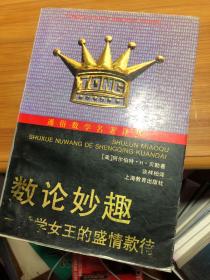 TONG
通俗数学名著译丛
SHULUN MIAOQU
SHUXUE NUWANG DE SHENGQING KUANDAI
[美]阿尔伯特·H·贝勒著
谈祥柏译
上海教育出版社
数论妙趣
学女王的盛情款待